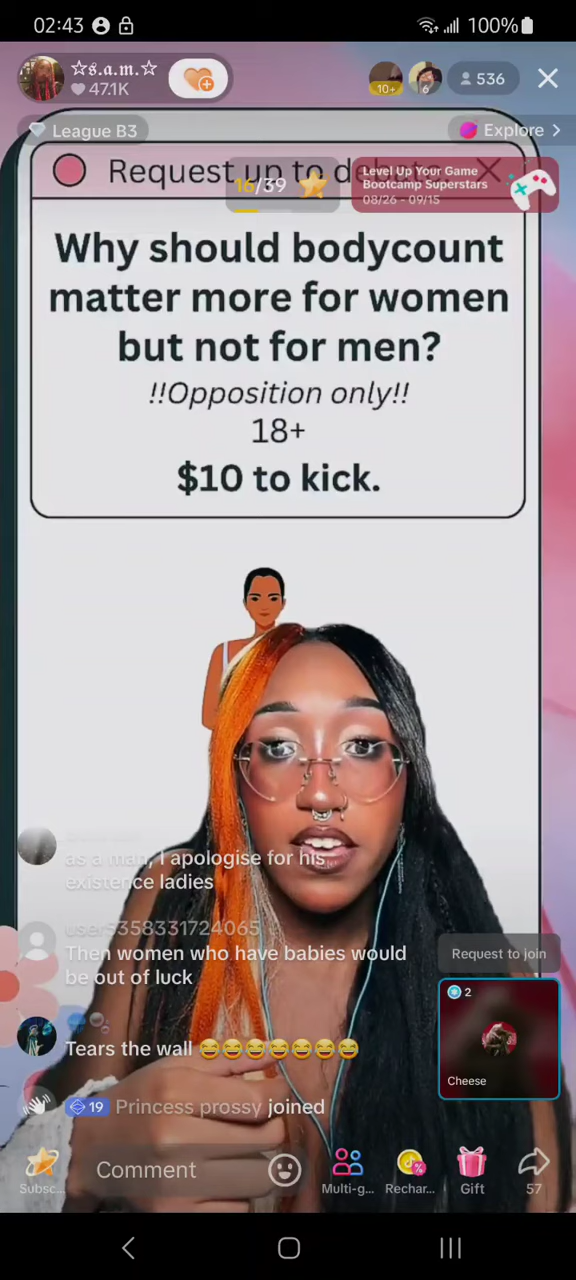 02:43
100%
☆𝔰.𝔞.𝔪.☆
47.1K
10+
6
536
League B3
Explore
Request up to
16/39
Level Up Your Game
Bootcamp Superstars
08/26 - 09/15
Why should bodycount
matter more for women
but not for men?
!!Opposition only!!
18+
$10 to kick.
as a man, I apologise for his
existence ladies
user5358331724065
Then women who have babies would
be out of luck
Request to join
2
Cheese
Tears the wall 😂😂😂😂😂😂😂
19 Princess prossy joined
Comment
Subsc...
Multi-g...
Rechar...
Gift
57